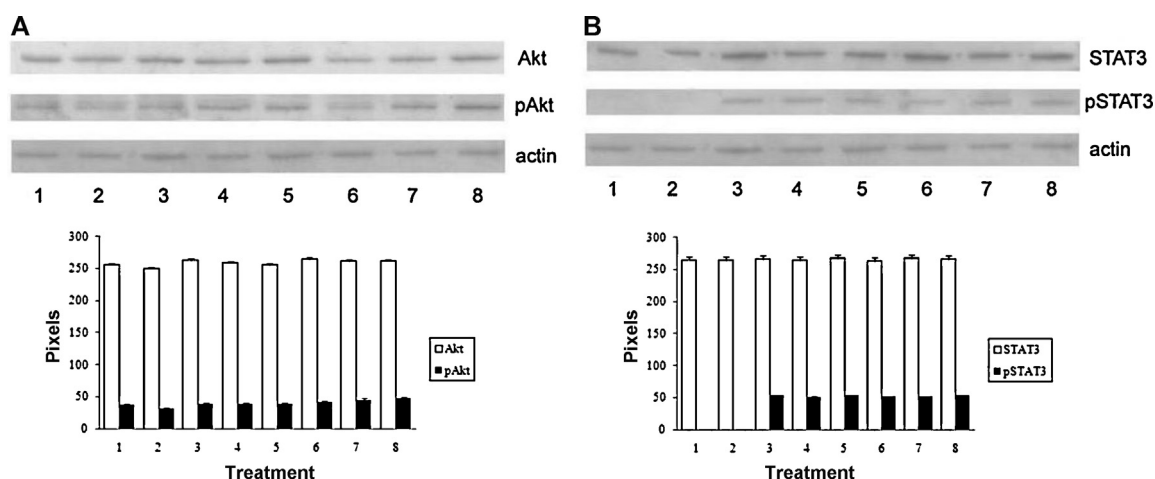 A
Akt
pAkt
actin
1 2 3 4 5 6 7 8
300
250
200
150
100
50
0
Pixels
1 2 3 4 5 6 7 8
Treatment
Akt
pAkt
B
STAT3
pSTAT3
actin
1 2 3 4 5 6 7 8
300
250
200
150
100
50
0
Pixels
1 2 3 4 5 6 7 8
Treatment
STAT3
pSTAT3